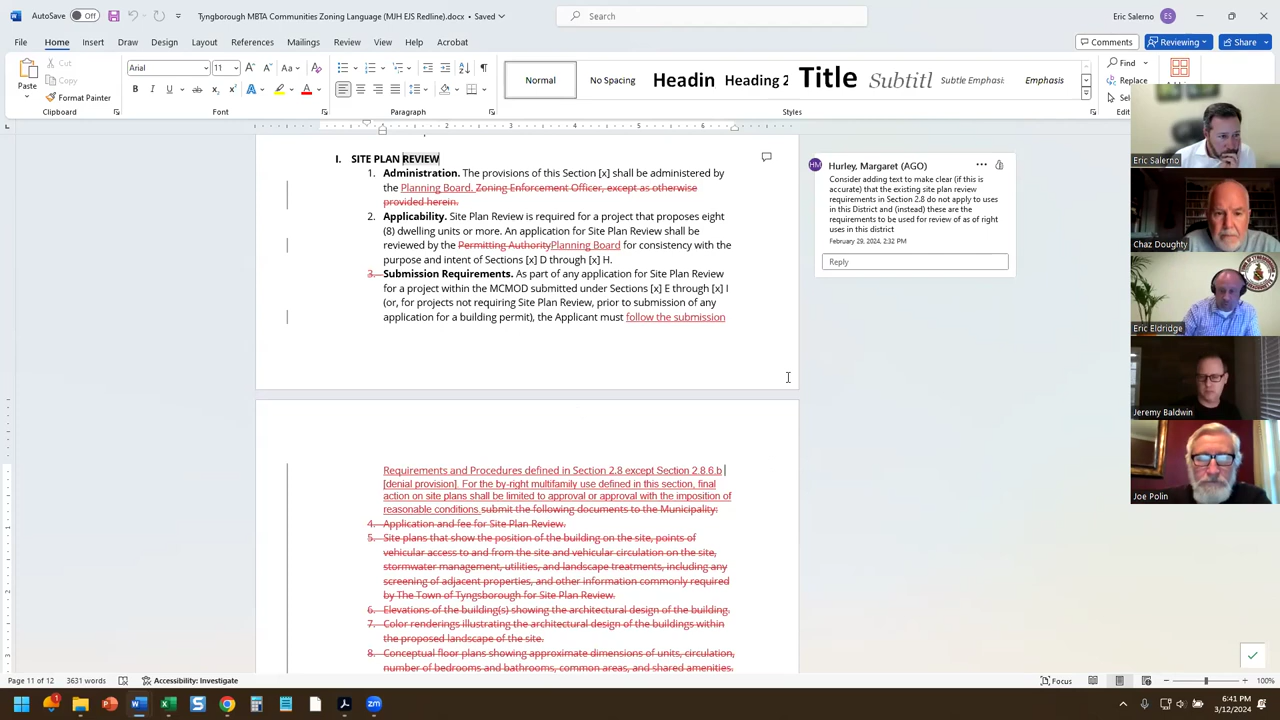 AutoSave Off
Tyngborough MBTA Communities Zoning Language (MJH EJS Redline).docx • Saved
Search
Eric Salerno ES
File Home Insert Draw Design Layout References Mailings Review View Help Acrobat
Comments Reviewing Share
Paste
Cut
Copy
Format Painter
Clipboard
Arial 11
Font
Paragraph
Normal
No Spacing
Headin
Heading 2
Title
Subtitl
Subtle Emphasis
Emphasis
Styles
Find
Replace
I. SITE PLAN REVIEW
1. Administration. The provisions of this Section [x] shall be administered by
the Planning Board. Zoning Enforcement Officer, except as otherwise
provided herein.
2. Applicability. Site Plan Review is required for a project that proposes eight
(8) dwelling units or more. An application for Site Plan Review shall be
reviewed by the Permitting AuthorityPlanning Board for consistency with the
purpose and intent of Sections [x] D through [x] H.
3. Submission Requirements. As part of any application for Site Plan Review
for a project within the MCMOD submitted under Sections [x] E through [x] I
(or, for projects not requiring Site Plan Review, prior to submission of any
application for a building permit), the Applicant must follow the submission
Requirements and Procedures defined in Section 2.8 except Section 2.8.6.b
[denial provision]. For the by-right multifamily use defined in this section, final
action on site plans shall be limited to approval or approval with the imposition of
reasonable conditions.submit the following documents to the Municipality:
4. Application and fee for Site Plan Review.
5. Site plans that show the position of the building on the site, points of
vehicular access to and from the site and vehicular circulation on the site,
stormwater management, utilities, and landscape treatments, including any
screening of adjacent properties, and other information commonly required
by The Town of Tyngsborough for Site Plan Review.
6. Elevations of the building(s) showing the architectural design of the building.
7. Color renderings illustrating the architectural design of the buildings within
the proposed landscape of the site.
8. Conceptual floor plans showing approximate dimensions of units, circulation,
number of bedrooms and bathrooms, common areas, and shared amenities.
HM Hurley, Margaret (AGO)
Consider adding text to make clear (if this is
accurate) that the existing site plan review
requirements in Section 2.8 do not apply to uses
in this District and (instead) these are the
requirements to be used for review of as of right
uses in this district
February 29, 2024, 2:32 PM
Reply
Eric Salerno
Chaz Doughty
Eric Eldridge
Jeremy Baldwin
Joe Polin
Page 11 of 12 3631 words Accessibility: Investigate
Focus 100%
6:41 PM
3/12/2024